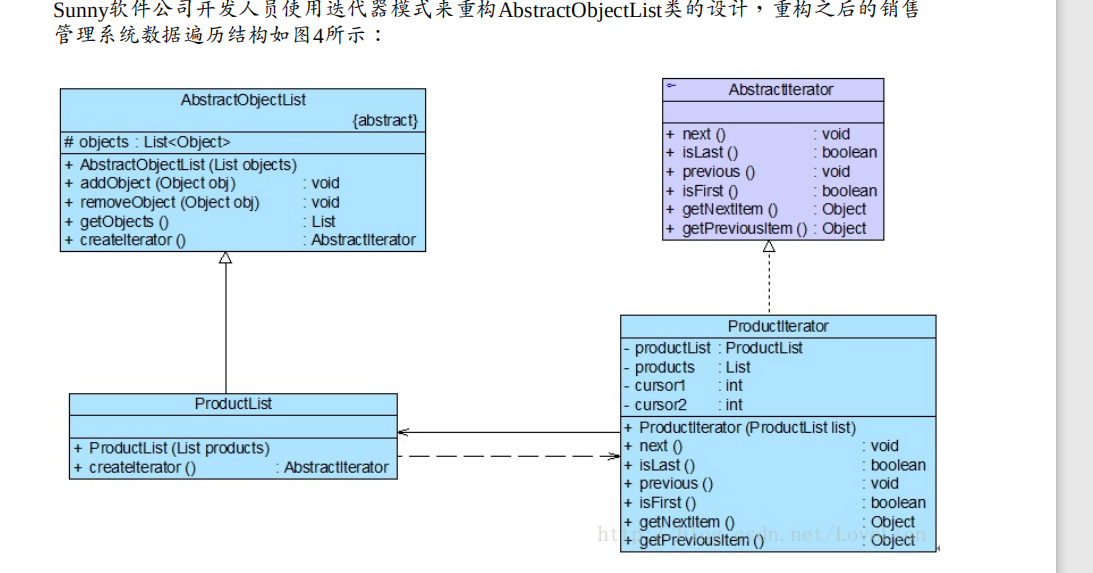 Sunny软件公司开发人员使用迭代器模式来重构AbstractObjectList类的设计，重构之后的销售
管理系统数据遍历结构如图4所示：
AbstractObjectList
{abstract}
# objects : List<Object>
+ AbstractObjectList (List objects)
+ addObject (Object obj) : void
+ removeObject (Object obj) : void
+ getObjects () : List
+ createIterator () : AbstractIterator
AbstractIterator
+ next () : void
+ isLast () : boolean
+ previous () : void
+ isFirst () : boolean
+ getNextItem () : Object
+ getPreviousItem () : Object
ProductList
+ ProductList (List products)
+ createIterator () : AbstractIterator
ProductIterator
- productList : ProductList
- products : List
- cursor1 : int
- cursor2 : int
+ ProductIterator (ProductList list)
+ next () : void
+ isLast () : boolean
+ previous () : void
+ isFirst () : boolean
+ getNextItem () : Object
+ getPreviousItem () : Object